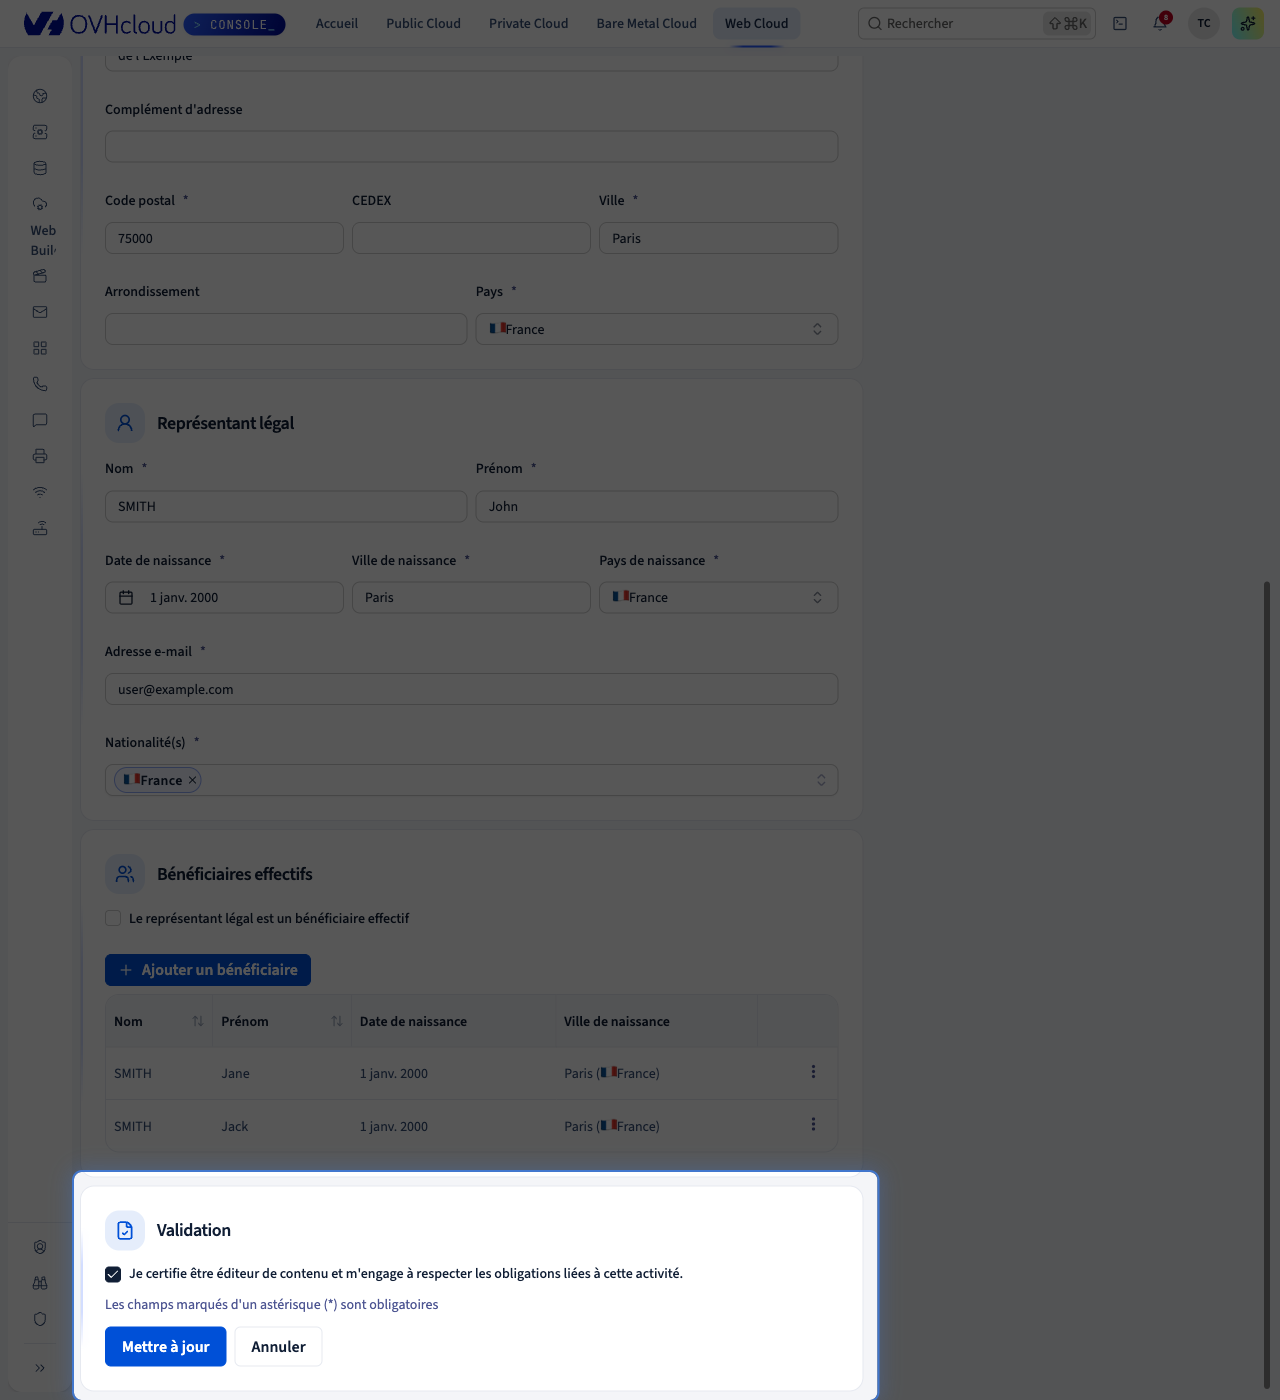 OVHcloud > CONSOLE_ Accueil Public Cloud Private Cloud Bare Metal Cloud Web Cloud Rechercher ⇧⌘K 8 TC
de l'Exemple
Complément d'adresse
Code postal * CEDEX Ville *
75000 Paris
Web
Buil
Arrondissement Pays *
France
Représentant légal
Nom * Prénom *
SMITH John
Date de naissance * Ville de naissance * Pays de naissance *
1 janv. 2000 Paris France
Adresse e-mail *
user@example.com
Nationalité(s) *
France ×
Bénéficiaires effectifs
Le représentant légal est un bénéficiaire effectif
+ Ajouter un bénéficiaire
Nom Prénom Date de naissance Ville de naissance
SMITH Jane 1 janv. 2000 Paris (France)
SMITH Jack 1 janv. 2000 Paris (France)
Validation
Je certifie être éditeur de contenu et m'engage à respecter les obligations liées à cette activité.
Les champs marqués d'un astérisque (*) sont obligatoires
Mettre à jour Annuler